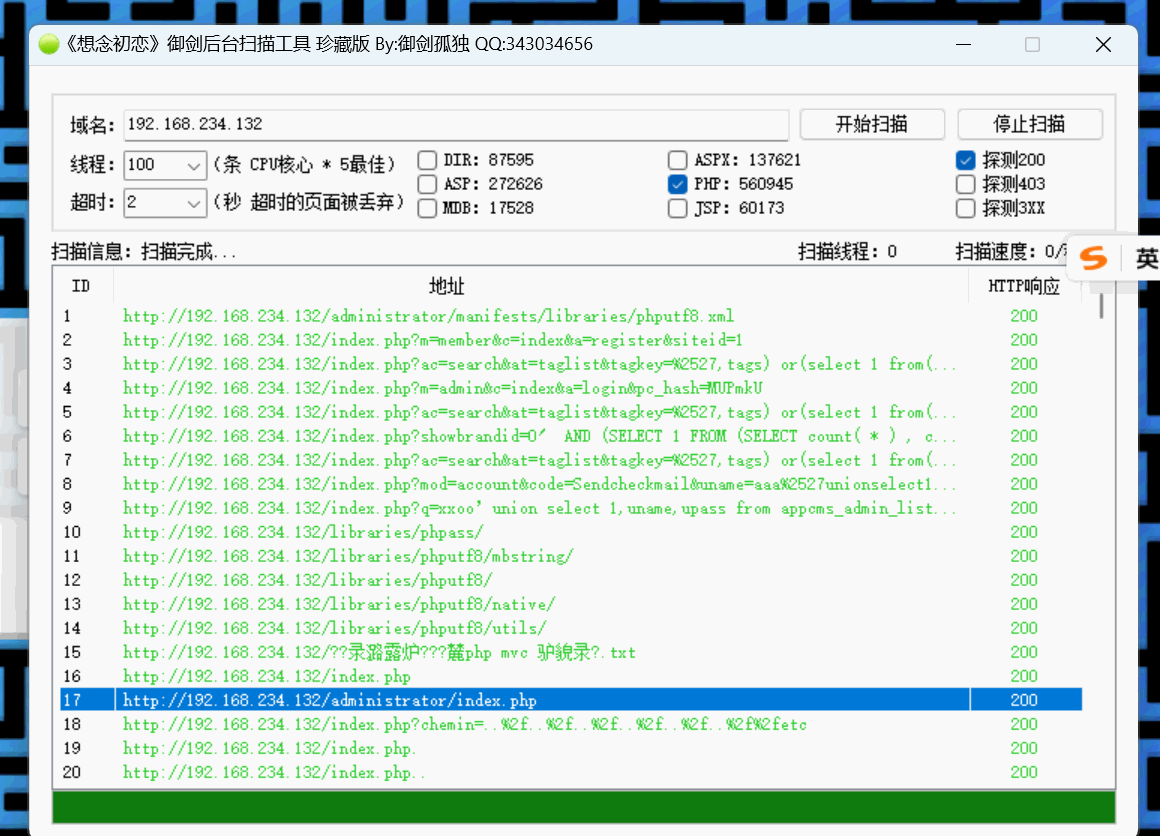 《想念初恋》御剑后台扫描工具 珍藏版 By:御剑孤独 QQ:343034656
域名: 192.168.234.132 开始扫描 停止扫描
线程: 100 (条 CPU核心 * 5最佳) DIR: 87595 ASPX: 137621 探测200
ASP: 272626 PHP: 560945 探测403
超时: 2 (秒 超时的页面被丢弃) MDB: 17528 JSP: 60173 探测3XX
扫描信息: 扫描完成... 扫描线程: 0 扫描速度: 0/
英
ID 地址 HTTP响应
1 http://192.168.234.132/administrator/manifests/libraries/phputf8.xml 200
2 http://192.168.234.132/index.php?m=member&c=index&a=register&siteid=1 200
3 http://192.168.234.132/index.php?ac=search&at=taglist&tagkey=%2527,tags) or(select 1 from(... 200
4 http://192.168.234.132/index.php?m=admin&c=index&a=login&pc_hash=MUPmkU 200
5 http://192.168.234.132/index.php?ac=search&at=taglist&tagkey=%2527,tags) or(select 1 from(... 200
6 http://192.168.234.132/index.php?showbrandid=0′ AND (SELECT 1 FROM (SELECT count( * ) , c... 200
7 http://192.168.234.132/index.php?ac=search&at=taglist&tagkey=%2527,tags) or(select 1 from(... 200
8 http://192.168.234.132/index.php?mod=account&code=Sendcheckmail&uname=aaa%2527unionselect1... 200
9 http://192.168.234.132/index.php?q=xxoo’union select 1,uname,upass from appcms_admin_list... 200
10 http://192.168.234.132/libraries/phpass/ 200
11 http://192.168.234.132/libraries/phputf8/mbstring/ 200
12 http://192.168.234.132/libraries/phputf8/ 200
13 http://192.168.234.132/libraries/phputf8/native/ 200
14 http://192.168.234.132/libraries/phputf8/utils/ 200
15 http://192.168.234.132/??录潞露炉???麓php mvc 驴貌录?.txt 200
16 http://192.168.234.132/index.php 200
17 http://192.168.234.132/administrator/index.php 200
18 http://192.168.234.132/index.php?chemin=..%2f..%2f..%2f..%2f..%2f..%2f%2fetc 200
19 http://192.168.234.132/index.php. 200
20 http://192.168.234.132/index.php.. 200